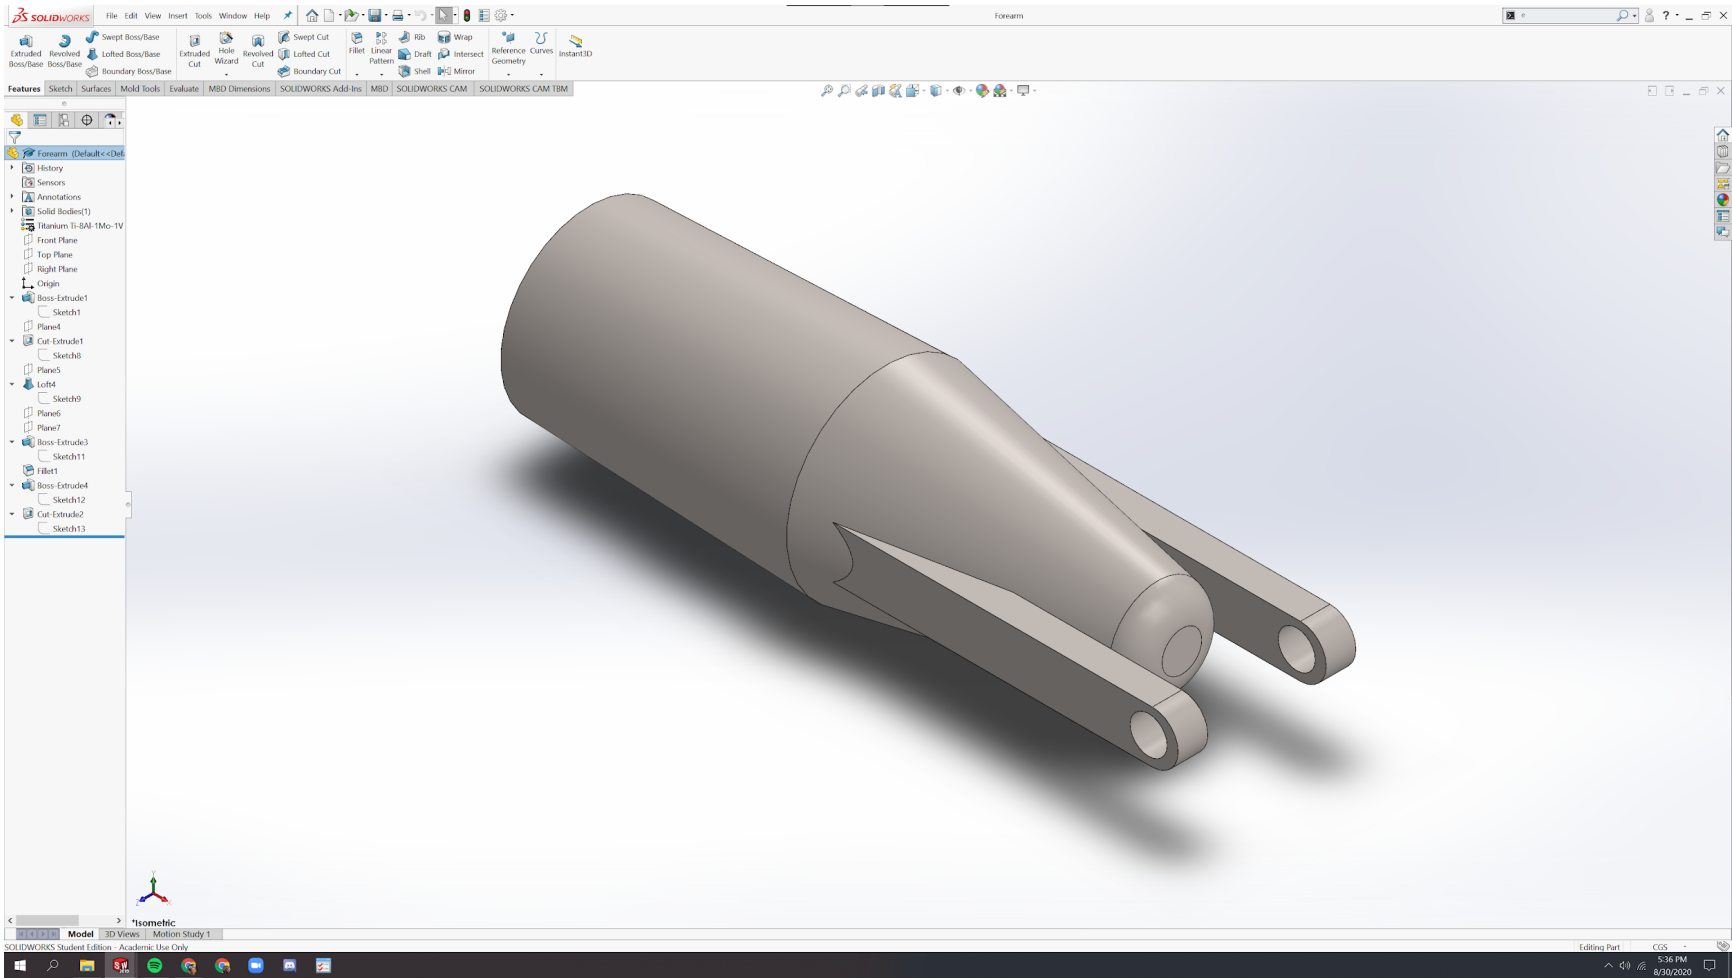 SOLIDWORKS File Edit View Insert Tools Window Help Forearm
Extruded Boss/Base Revolved Boss/Base Swept Boss/Base Extruded Cut Hole Wizard Revolved Cut Swept Cut Fillet Linear Pattern Rib Wrap Reference Geometry Curves Instant3D
Lofted Boss/Base Lofted Cut Draft Intersect
Boundary Boss/Base Boundary Cut Shell Mirror
Features Sketch Surfaces Mold Tools Evaluate MBD Dimensions SOLIDWORKS Add-Ins MBD SOLIDWORKS CAM SOLIDWORKS CAM TBM
Forearm (Default<<Def
History
Sensors
Annotations
Solid Bodies(1)
Titanium Ti-8Al-1Mo-1V
Front Plane
Top Plane
Right Plane
Origin
Boss-Extrude1
Sketch1
Plane4
Cut-Extrude1
Sketch8
Plane5
Loft4
Sketch9
Plane6
Plane7
Boss-Extrude3
Sketch11
Fillet1
Boss-Extrude4
Sketch12
Cut-Extrude2
Sketch13
*Isometric
Model 3D Views Motion Study 1
SOLIDWORKS Student Edition - Academic Use Only Editing Part CGS
5:36 PM
8/30/2020